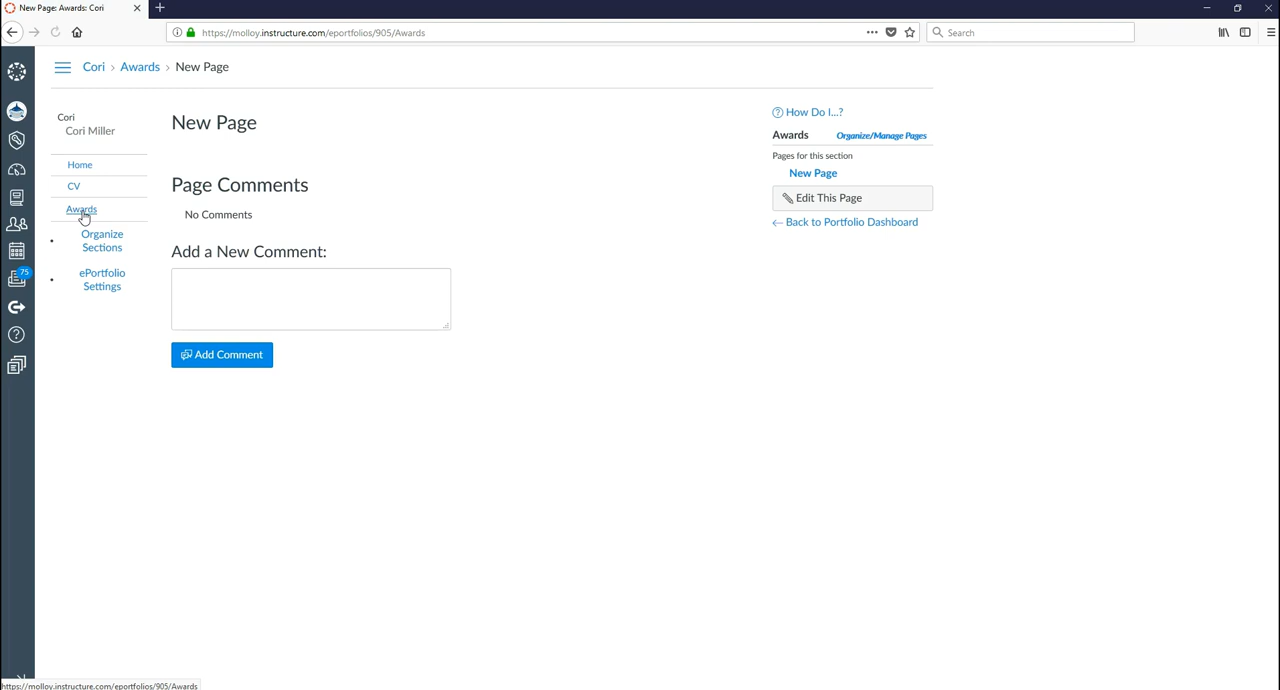 New Page: Awards: Cori
https://molloy.instructure.com/eportfolios/905/Awards
Search
Cori › Awards › New Page
Cori
Cori Miller
Home
CV
Awards
Organize
Sections
ePortfolio
Settings
75
New Page
Page Comments
No Comments
Add a New Comment:
Add Comment
How Do I...?
Awards Organize/Manage Pages
Pages for this section
New Page
Edit This Page
← Back to Portfolio Dashboard
https://molloy.instructure.com/eportfolios/905/Awards